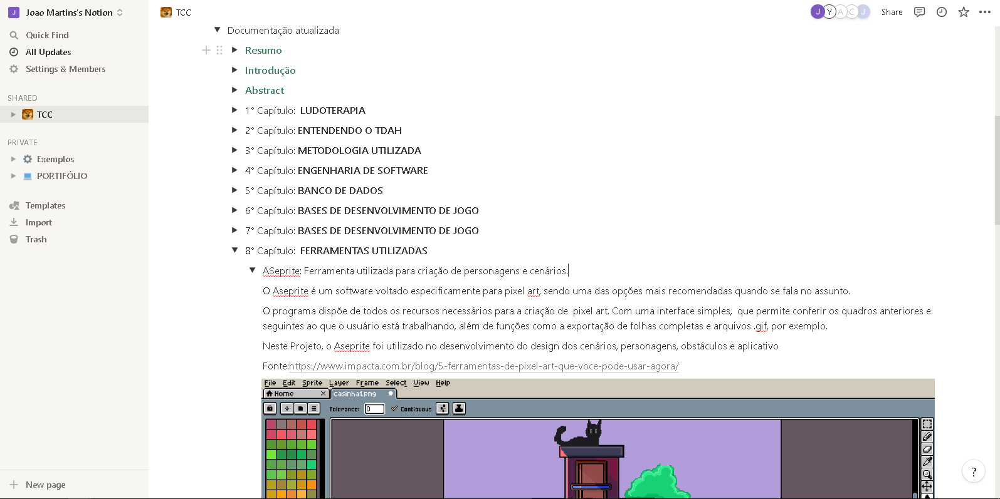 J Joao Martins's Notion
Quick Find
All Updates
Settings & Members
SHARED
TCC
PRIVATE
Exemplos
PORTIFÓLIO
Templates
Import
Trash
New page
TCC
J Y A C J Share
Documentação atualizada
Resumo
Introdução
Abstract
1° Capítulo: LUDOTERAPIA
2° Capítulo: ENTENDENDO O TDAH
3° Capítulo: METODOLOGIA UTILIZADA
4° Capítulo: ENGENHARIA DE SOFTWARE
5° Capítulo: BANCO DE DADOS
6° Capítulo: BASES DE DESENVOLVIMENTO DE JOGO
7° Capítulo: BASES DE DESENVOLVIMENTO DE JOGO
8° Capítulo: FERRAMENTAS UTILIZADAS
ASeprite: Ferramenta utilizada para criação de personagens e cenários.
O Aseprite é um software voltado especificamente para pixel art, sendo uma das opções mais recomendadas quando se fala no assunto.
O programa dispõe de todos os recursos necessários para a criação de pixel art. Com uma interface simples, que permite conferir os quadros anteriores e
seguintes ao que o usuário está trabalhando, além de funções como a exportação de folhas completas e arquivos .gif, por exemplo.
Neste Projeto, o Aseprite foi utilizado no desenvolvimento do design dos cenários, personagens, obstáculos e aplicativo
Fonte:https://www.impacta.com.br/blog/5-ferramentas-de-pixel-art-que-voce-pode-usar-agora/
File Edit Sprite Layer Frame Select View Help
Home casinha1.png
Tolerance: 0 Contiguous
?